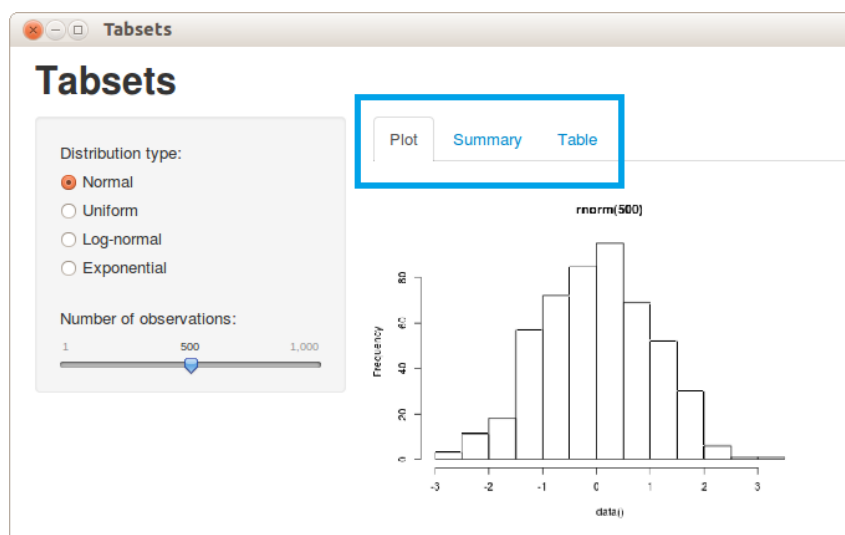 Tabsets
Tabsets
Distribution type:
Normal
Uniform
Log-normal
Exponential
Number of observations:
1 500 1,000
Plot Summary Table
rnorm(500)
Frequency
80
60
40
20
0
-3 -2 -1 0 1 2 3
data()